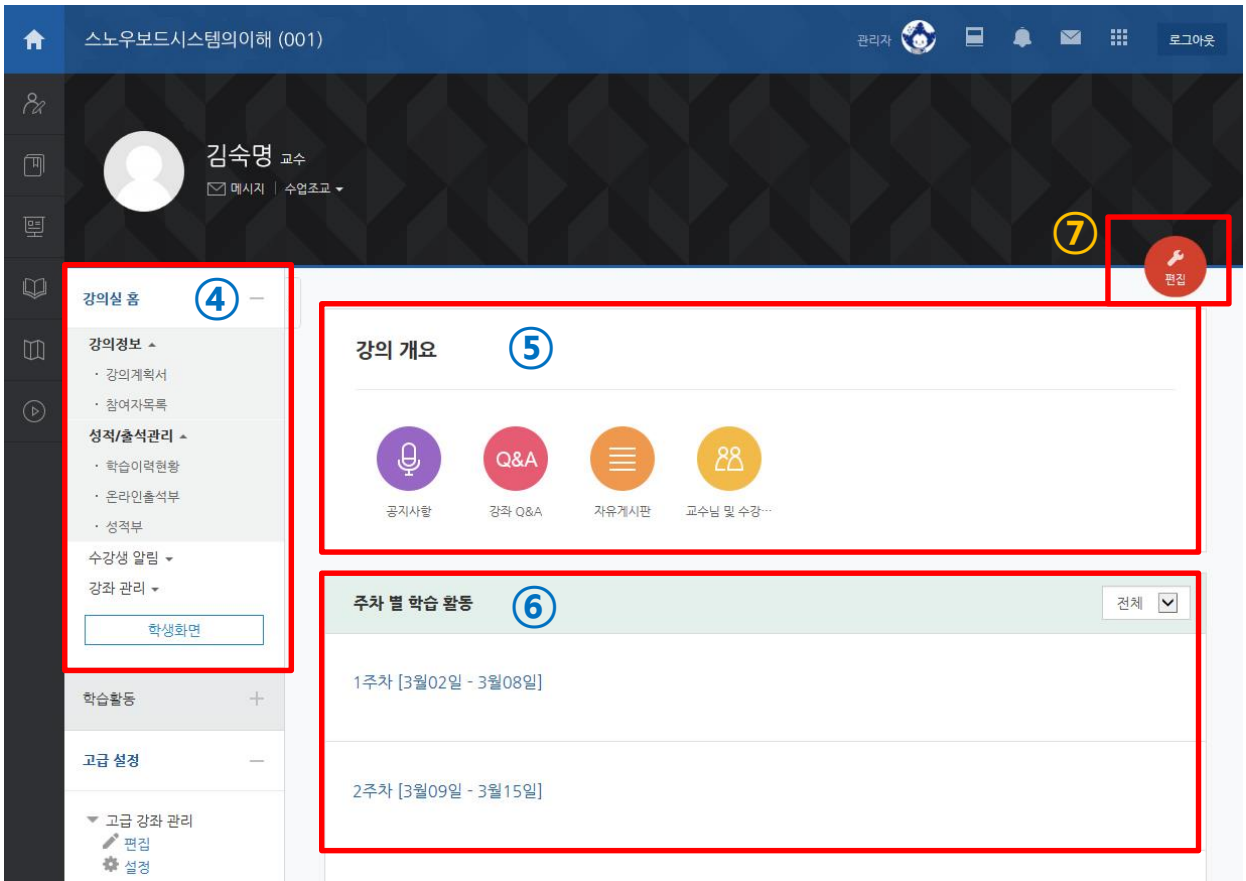 스노우보드시스템의이해 (001)
관리자
로그아웃
김숙명 교수
메시지 | 수업조교
⑦
편집
강의실 홈
④
강의정보
· 강의계획서
· 참여자목록
성적/출석관리
· 학습이력현황
· 온라인출석부
· 성적부
수강생 알림
강좌 관리
학생화면
학습활동
고급 설정
고급 강좌 관리
편집
설정
강의 개요
⑤
Q&A
공지사항
강좌 Q&A
자유게시판
교수님 및 수강…
주차 별 학습 활동
⑥
전체
1주차 [3월02일 - 3월08일]
2주차 [3월09일 - 3월15일]